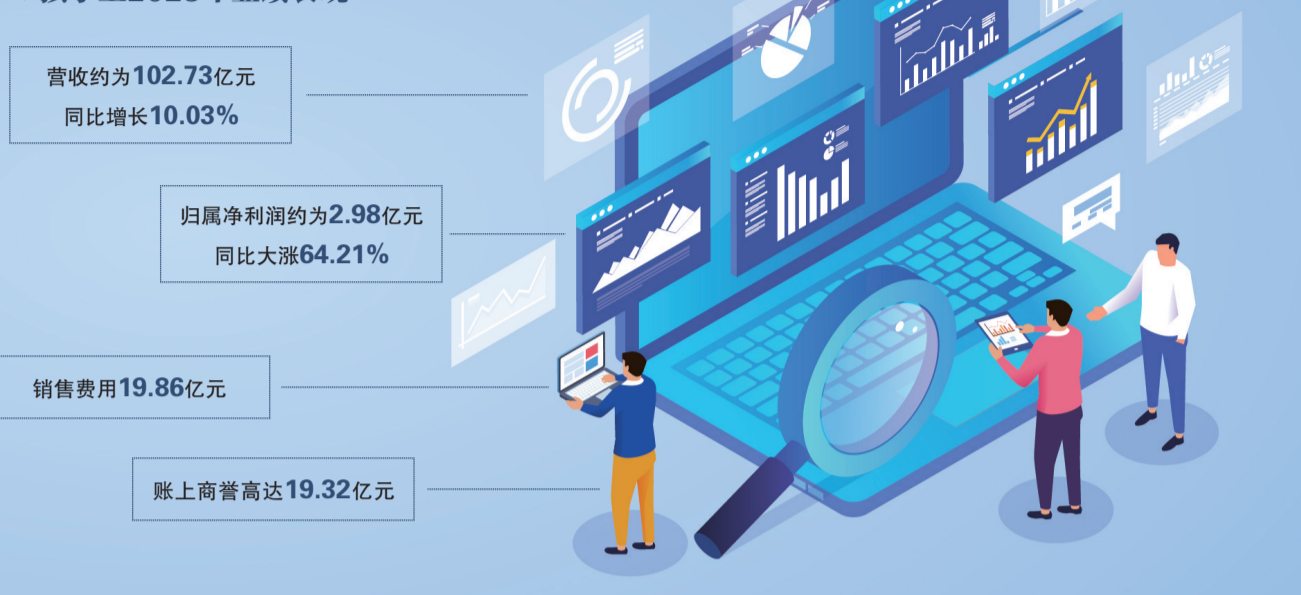 营收约为102.73亿元
同比增长10.03%
归属净利润约为2.98亿元
同比大涨64.21%
销售费用19.86亿元
账上商誉高达19.32亿元